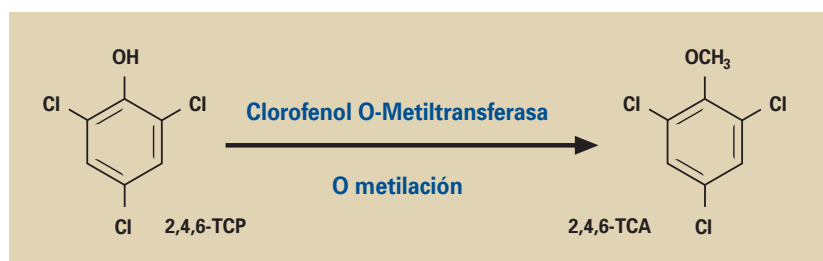 OH
Cl
Cl
Cl
2,4,6-TCP
Clorofenol O-Metiltransferasa
O metilación
OCH₃
Cl
Cl
2,4,6-TCA
Cl